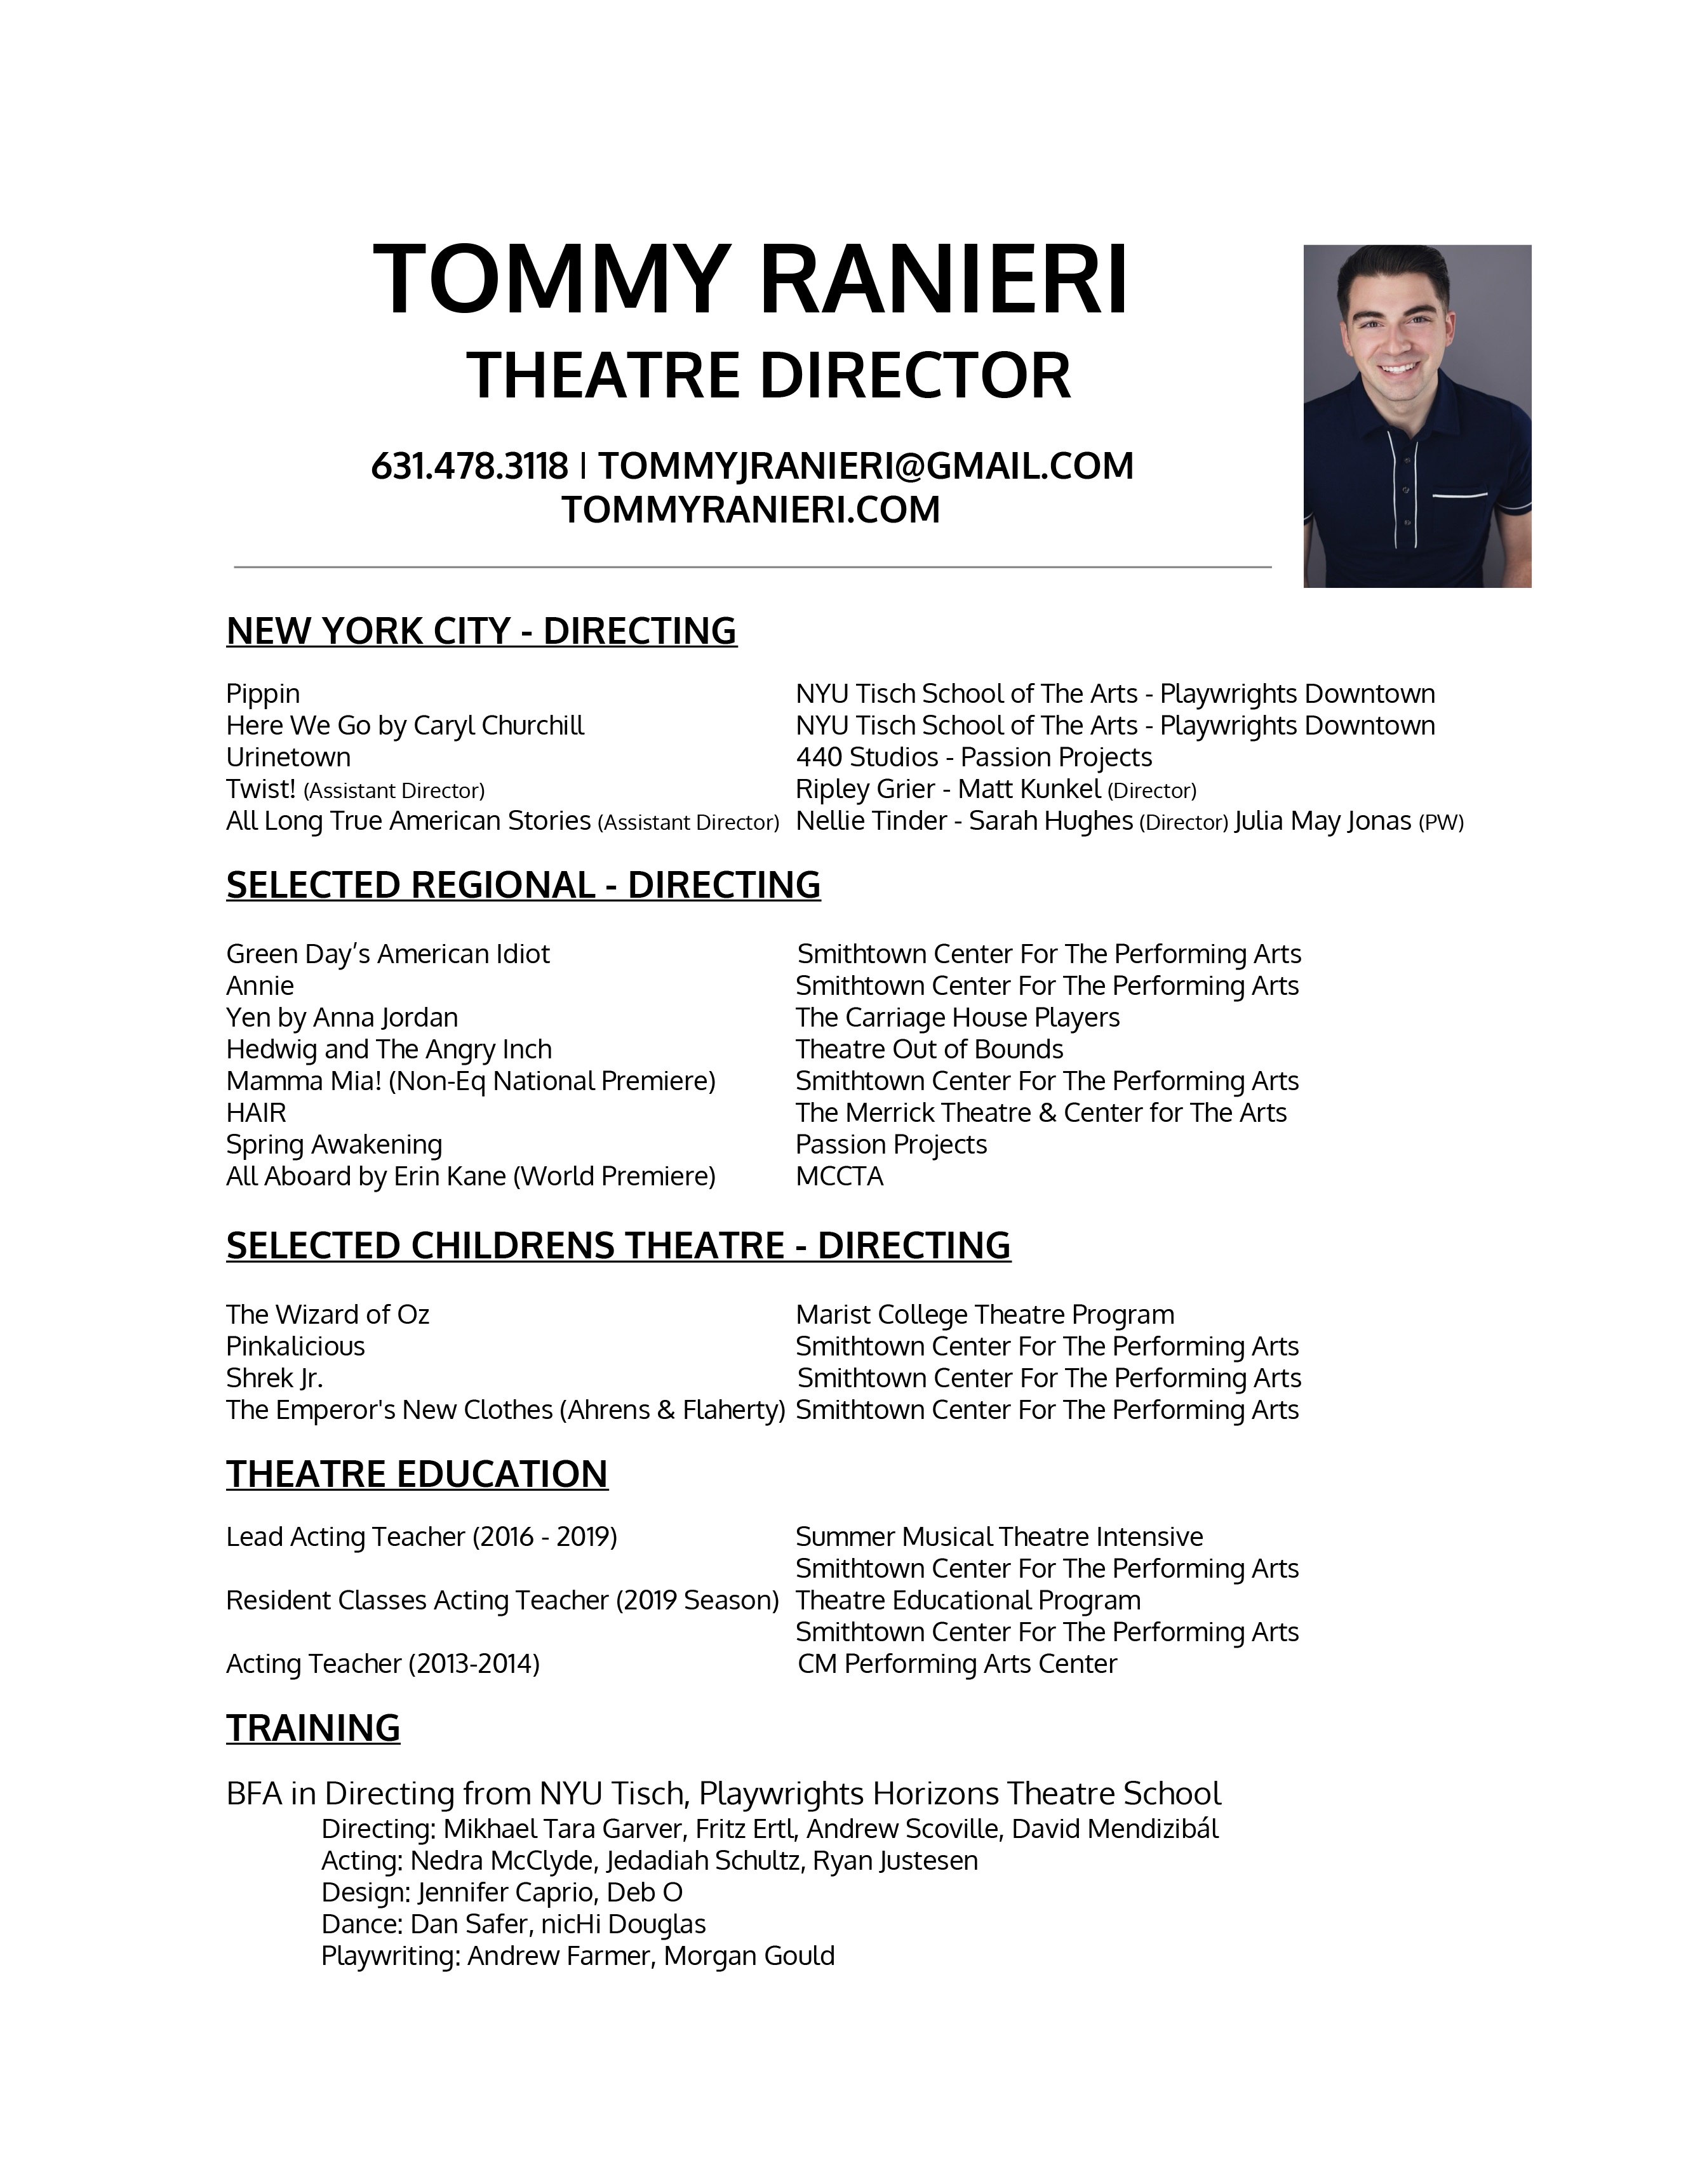 TOMMY RANIERI
THEATRE DIRECTOR
631.478.3118 | TOMMYJRANIERI@GMAIL.COM
TOMMYRANIERI.COM
NEW YORK CITY - DIRECTING
Pippin NYU Tisch School of The Arts - Playwrights Downtown
Here We Go by Caryl Churchill NYU Tisch School of The Arts - Playwrights Downtown
Urinetown 440 Studios - Passion Projects
Twist! (Assistant Director) Ripley Grier - Matt Kunkel (Director)
All Long True American Stories (Assistant Director) Nellie Tinder - Sarah Hughes (Director) Julia May Jonas (PW)
SELECTED REGIONAL - DIRECTING
Green Day’s American Idiot Smithtown Center For The Performing Arts
Annie Smithtown Center For The Performing Arts
Yen by Anna Jordan The Carriage House Players
Hedwig and The Angry Inch Theatre Out of Bounds
Mamma Mia! (Non-Eq National Premiere) Smithtown Center For The Performing Arts
HAIR The Merrick Theatre & Center for The Arts
Spring Awakening Passion Projects
All Aboard by Erin Kane (World Premiere) MCCTA
SELECTED CHILDRENS THEATRE - DIRECTING
The Wizard of Oz Marist College Theatre Program
Pinkalicious Smithtown Center For The Performing Arts
Shrek Jr. Smithtown Center For The Performing Arts
The Emperor's New Clothes (Ahrens & Flaherty) Smithtown Center For The Performing Arts
THEATRE EDUCATION
Lead Acting Teacher (2016 - 2019) Summer Musical Theatre Intensive
Smithtown Center For The Performing Arts
Resident Classes Acting Teacher (2019 Season) Theatre Educational Program
Smithtown Center For The Performing Arts
Acting Teacher (2013-2014) CM Performing Arts Center
TRAINING
BFA in Directing from NYU Tisch, Playwrights Horizons Theatre School
Directing: Mikhael Tara Garver, Fritz Ertl, Andrew Scoville, David Mendizibál
Acting: Nedra McClyde, Jedadiah Schultz, Ryan Justesen
Design: Jennifer Caprio, Deb O
Dance: Dan Safer, nicHi Douglas
Playwriting: Andrew Farmer, Morgan Gould